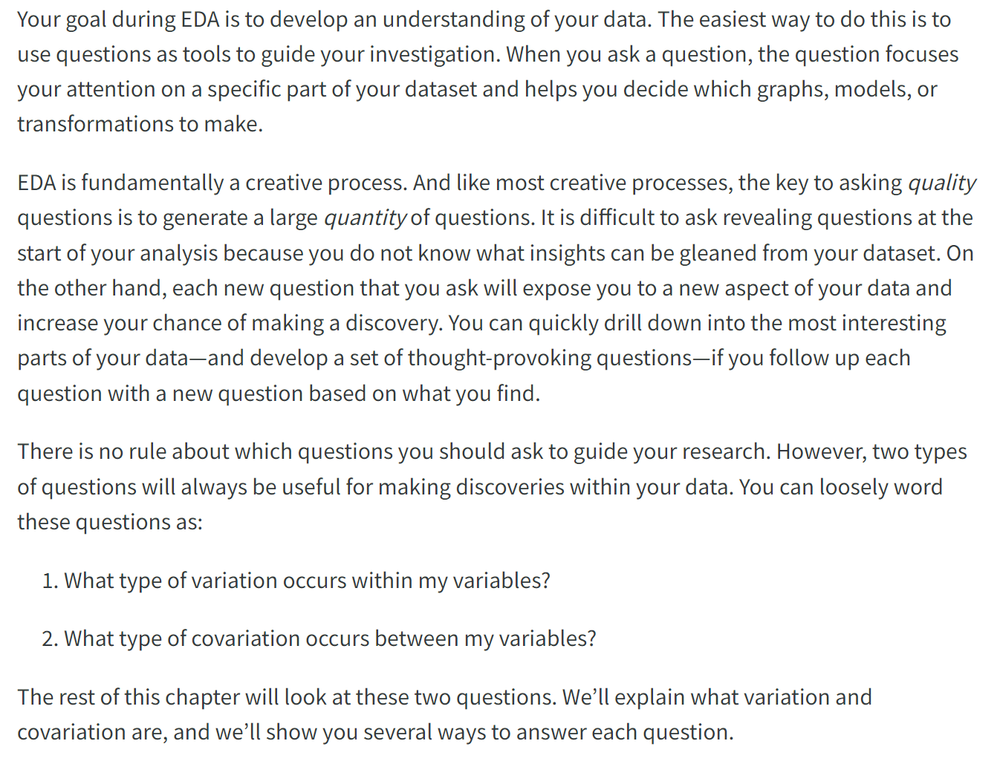 Your goal during EDA is to develop an understanding of your data. The easiest way to do this is to
use questions as tools to guide your investigation. When you ask a question, the question focuses
your attention on a specific part of your dataset and helps you decide which graphs, models, or
transformations to make.
EDA is fundamentally a creative process. And like most creative processes, the key to asking quality
questions is to generate a large quantity of questions. It is difficult to ask revealing questions at the
start of your analysis because you do not know what insights can be gleaned from your dataset. On
the other hand, each new question that you ask will expose you to a new aspect of your data and
increase your chance of making a discovery. You can quickly drill down into the most interesting
parts of your data—and develop a set of thought-provoking questions—if you follow up each
question with a new question based on what you find.
There is no rule about which questions you should ask to guide your research. However, two types
of questions will always be useful for making discoveries within your data. You can loosely word
these questions as:
1. What type of variation occurs within my variables?
2. What type of covariation occurs between my variables?
The rest of this chapter will look at these two questions. We’ll explain what variation and
covariation are, and we’ll show you several ways to answer each question.